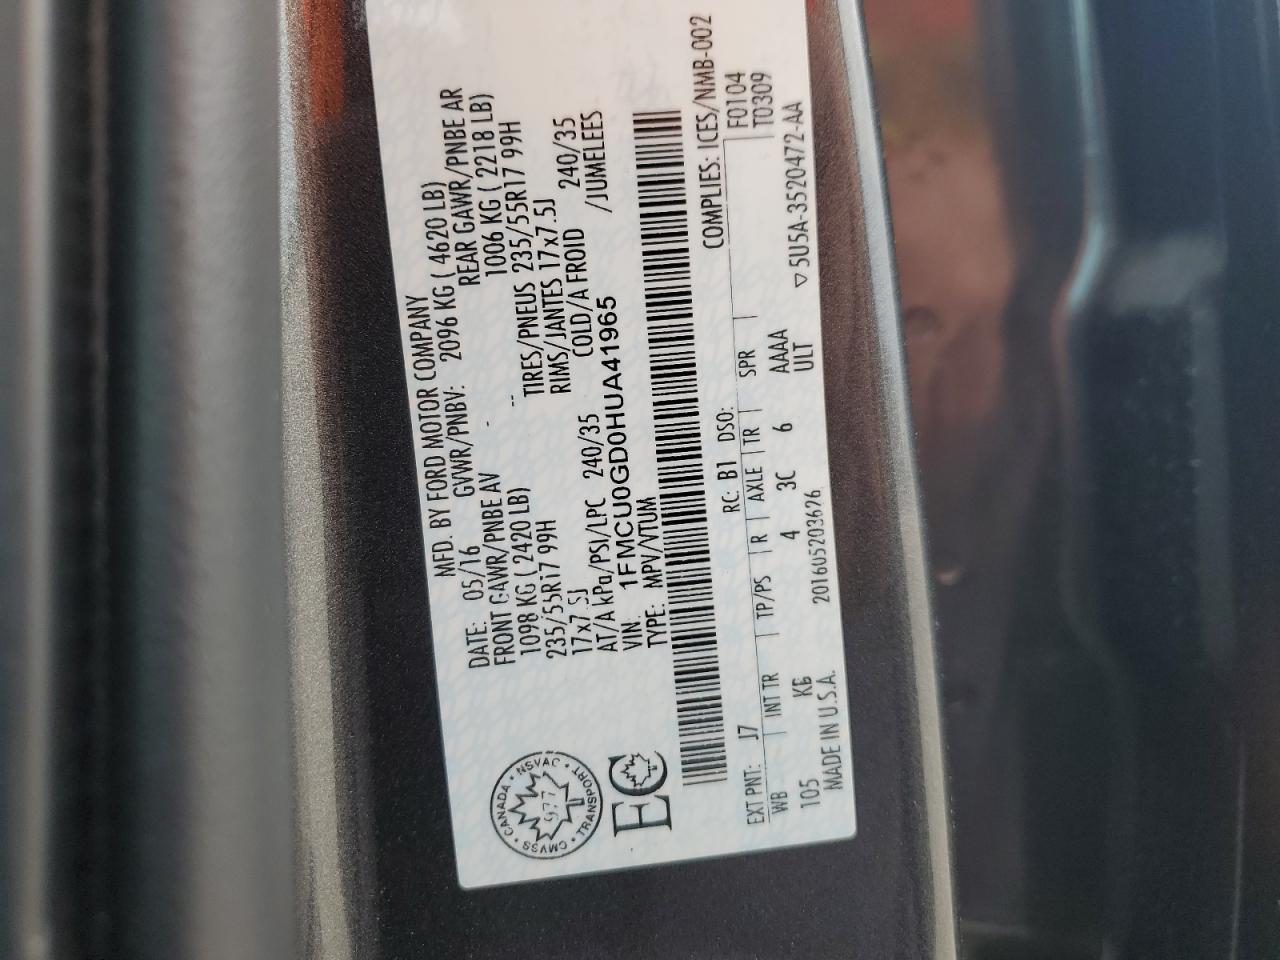 MFD. BY FORD MOTOR COMPANY
DATE: 05/16 GVWR/PNBV: 2096 KG ( 4620 LB)
FRONT GAWR/PNBE AV REAR GAWR/PNBE AR
1098 KG ( 2420 LB) - -- 1006 KG ( 2218 LB)
235/55R17 99H TIRES/PNEUS 235/55R17 99H
17x7.5J RIMS/JANTES 17x7.5J
AT/A kPa/PSI/LPC 240/35 COLD/A FROID 240/35
VIN: 1FMCU0GD0HUA41965 /JUMELEES
TYPE: MPV/VTUM
CANADA • NSVAC • TRANSPORT • CMVSS
977
EC
COMPLIES: ICES/NMB-002
EXT PNT: J7 RC: B1 DSO: F0104
WB INT TR TP/PS R AXLE TR SPR T0309
105 K6 4 3C 6 AAAA
ULT
MADE IN U.S.A. 2016U5203626 ▽ 5U5A-3520472-AA